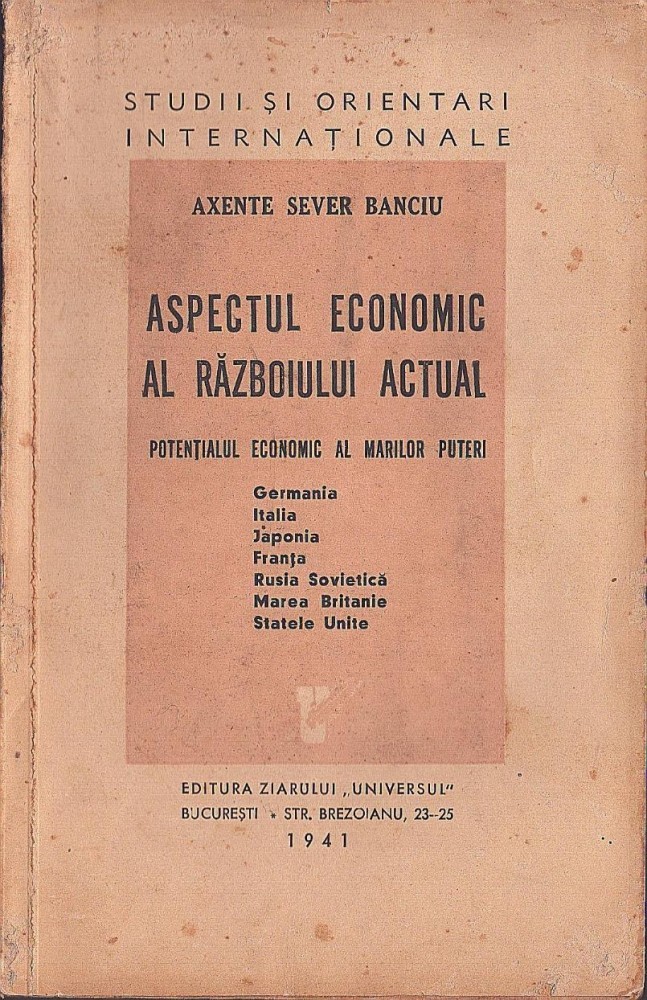 STUDII ȘI ORIENTARI
INTERNAȚIONALE
AXENTE SEVER BANCIU
ASPECTUL ECONOMIC
AL RĂZBOIULUI ACTUAL
POTENȚIALUL ECONOMIC AL MARILOR PUTERI
Germania
Italia
Japonia
Franța
Rusia Sovietică
Marea Britanie
Statele Unite
EDITURA ZIARULUI „UNIVERSUL“
BUCUREȘTI * STR. BREZOIANU, 23--25
1941